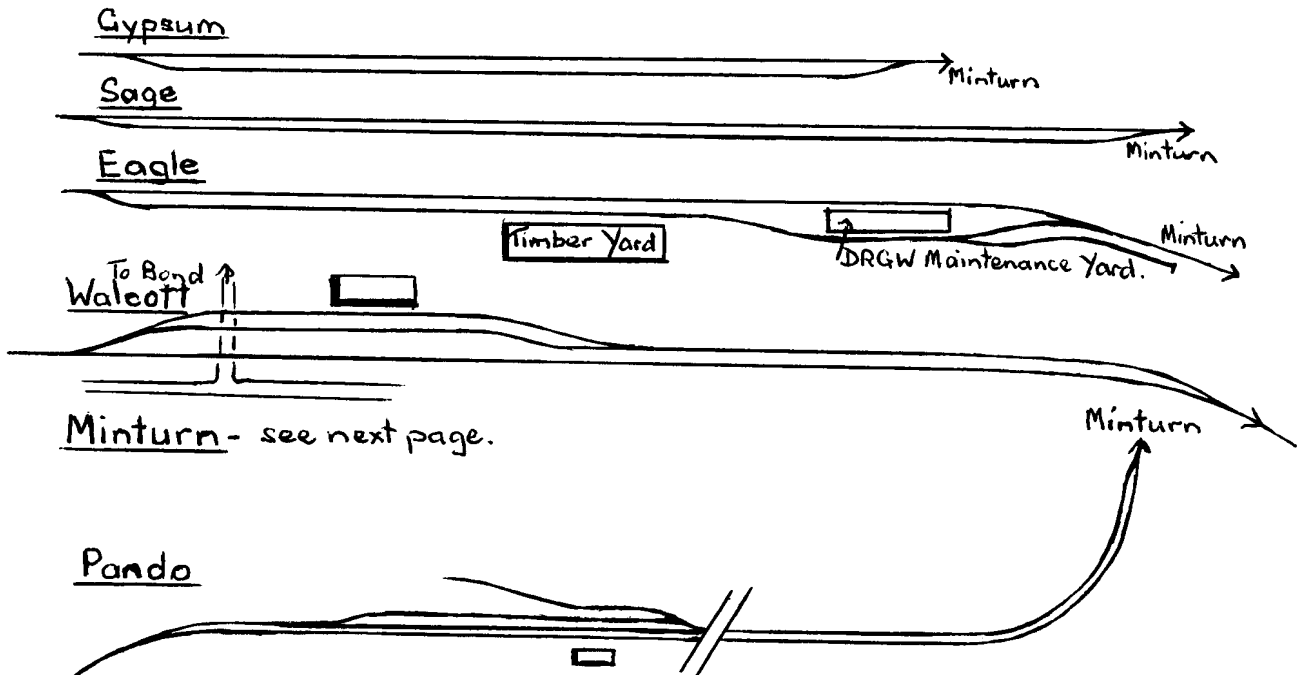 Gypsum
Minturn
Sage
Minturn
Eagle
Timber Yard
Minturn
DRGW Maintenance Yard.
To Bond
Walcott
Minturn - see next page.
Minturn
Pando